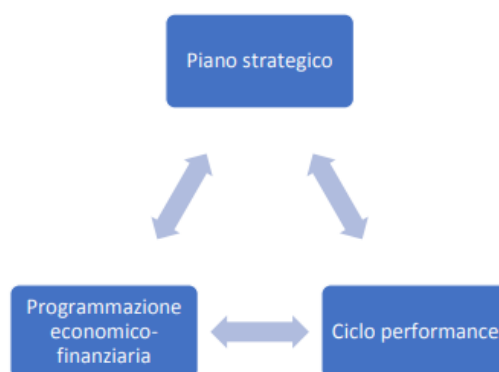 Piano strategico
Programmazione
economico-
finanziaria
Ciclo performance